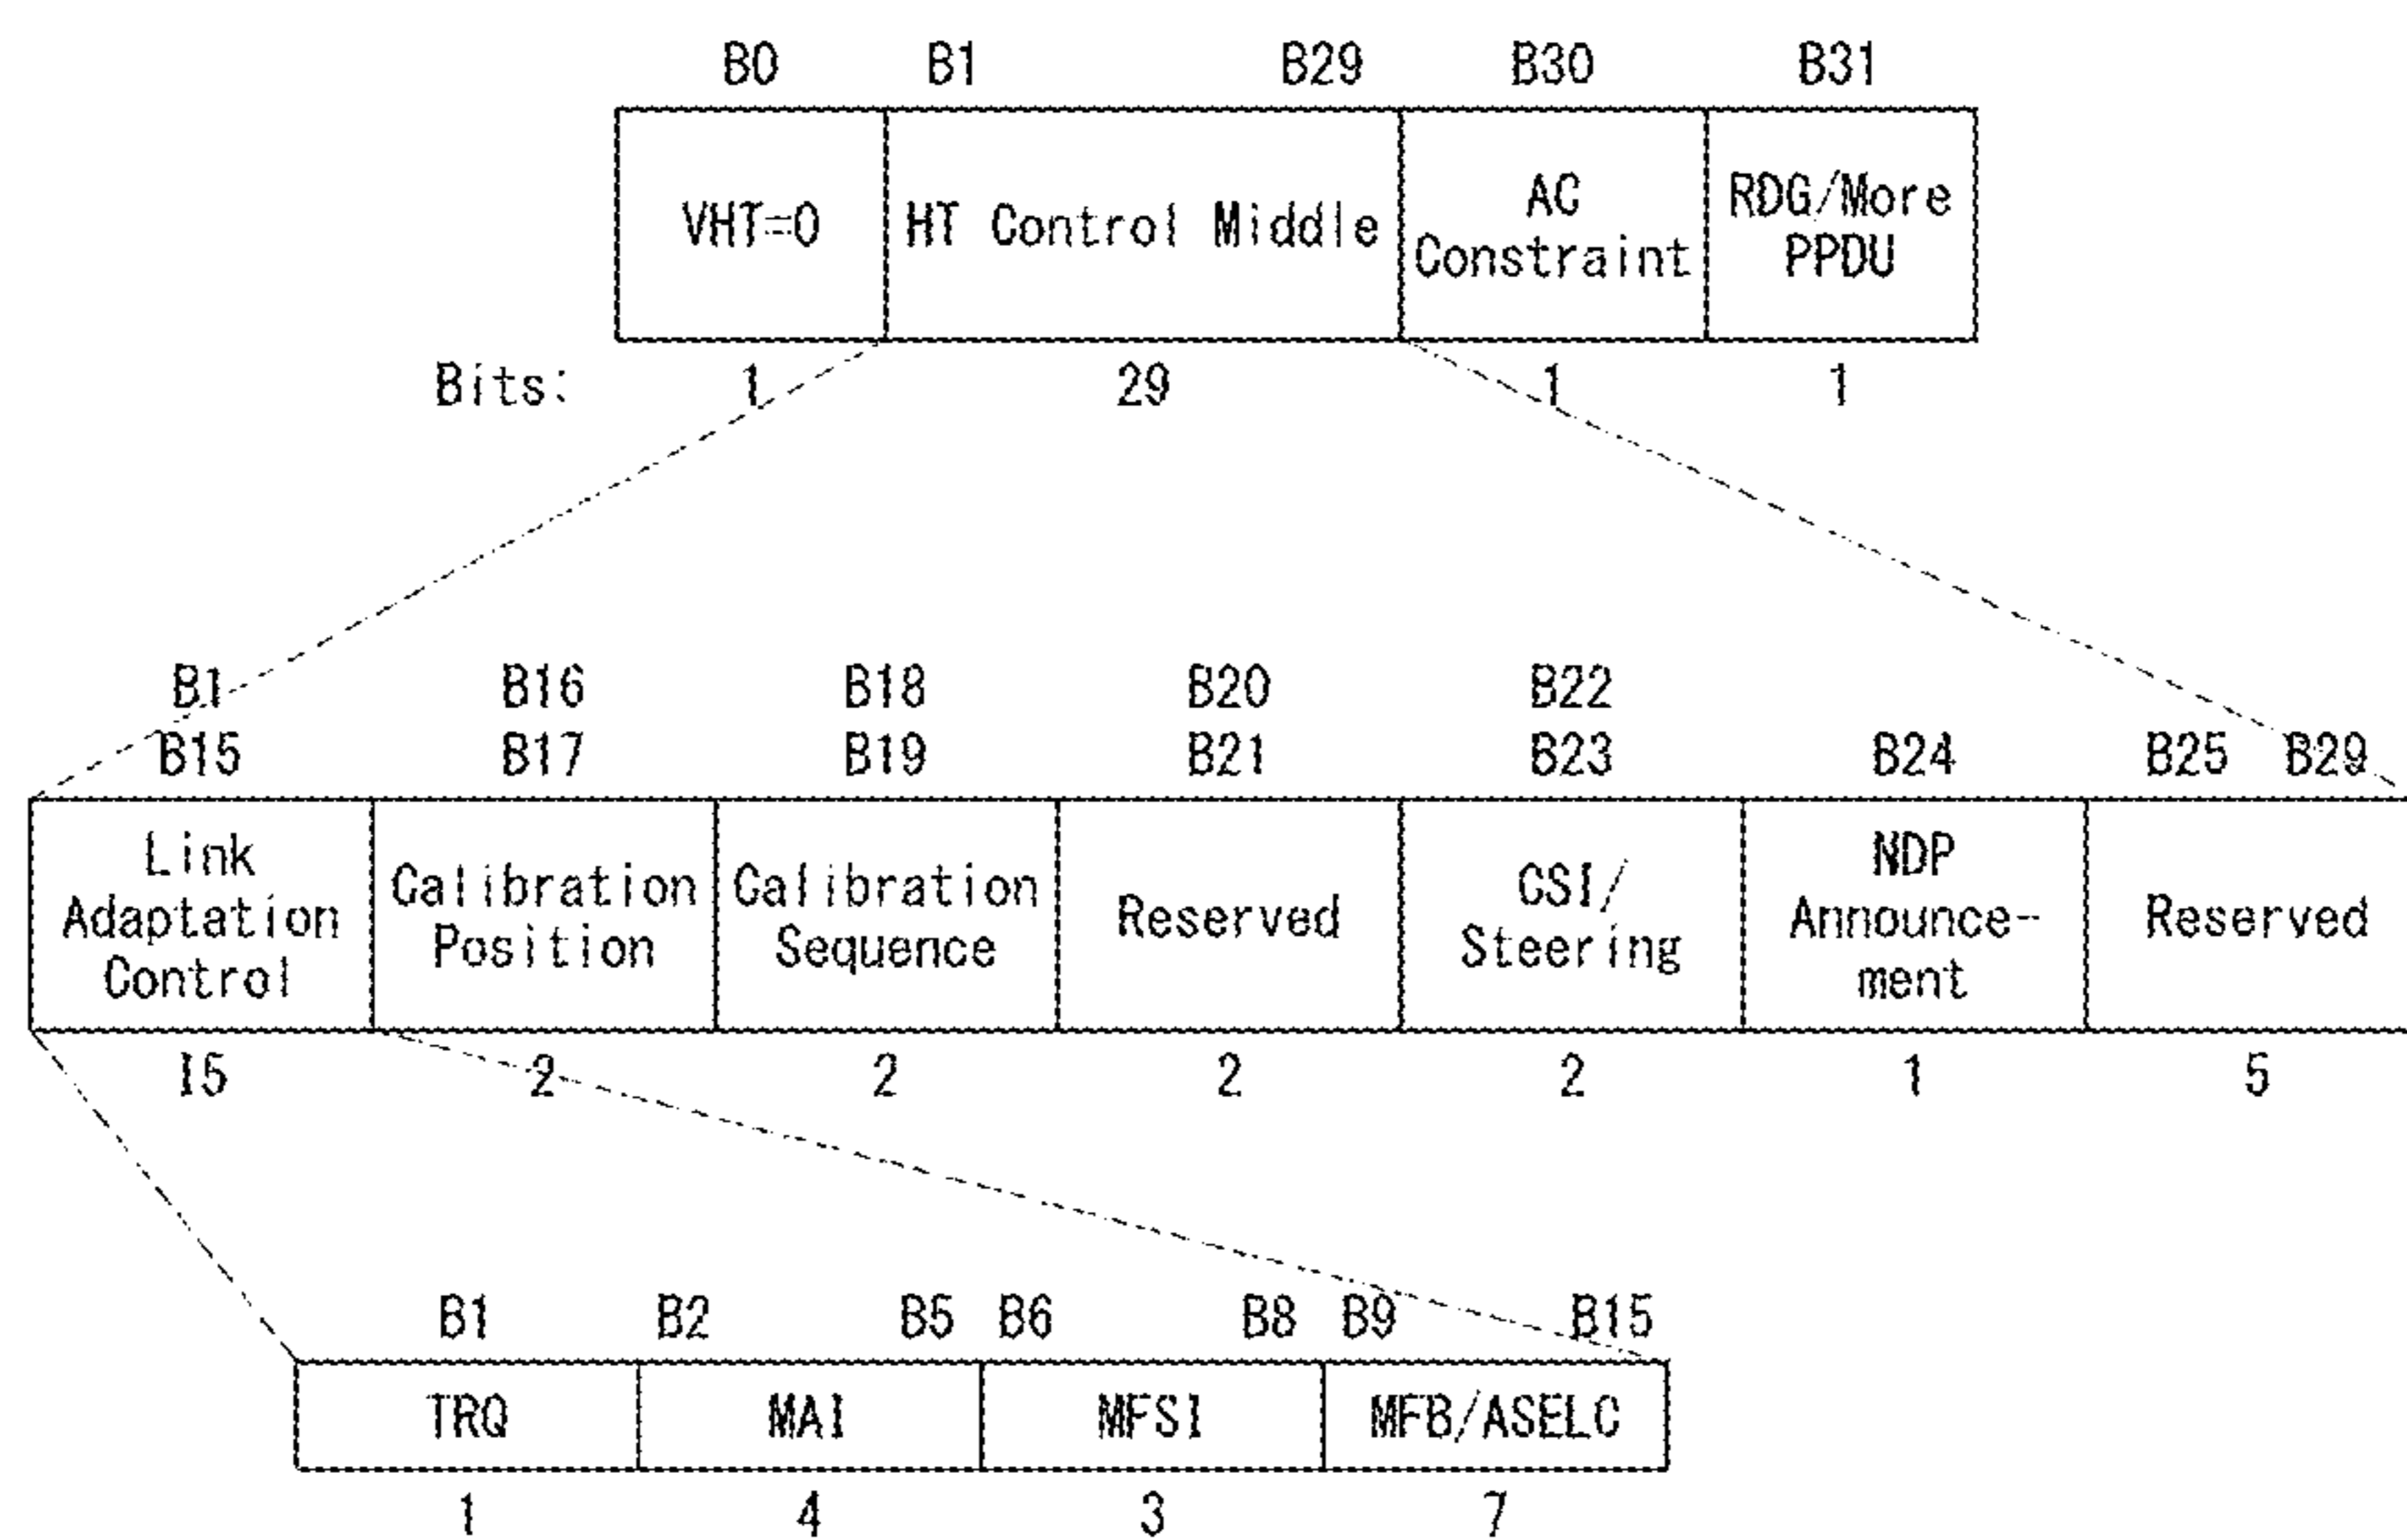 B0 B1 B29 B30 B31
VHT=0 HT Control Middle AC Constraint RDG/More PPDU
Bits: 1 29 1 1
B1 B16 B18 B20 B22
B15 B17 B19 B21 B23 B24 B25 B29
Link Adaptation Control
Calibration Position
Calibration Sequence
Reserved
CSI/ Steering
NDP Announce- ment
Reserved
15 2 2 2 2 1 5
B1 B2 B5 B6 B8 B9 B15
TRQ MAI MFSI MFB/ASELC
1 4 3 7